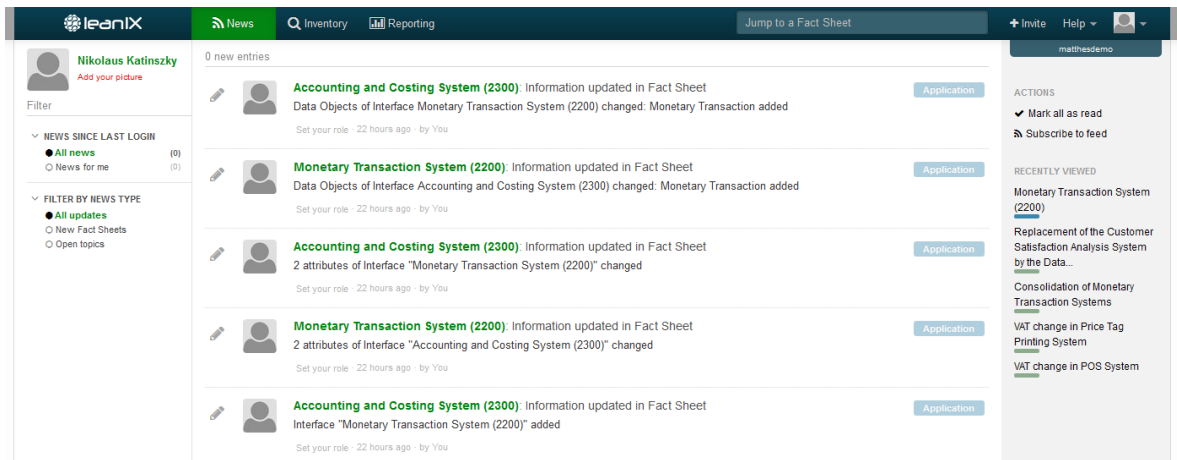 leanIX
News
Inventory
Reporting
Jump to a Fact Sheet
Invite
Help
Nikolaus Katinszky
Add your picture
Filter
NEWS SINCE LAST LOGIN
All news (0)
News for me (0)
FILTER BY NEWS TYPE
All updates
New Fact Sheets
Open topics
0 new entries
Accounting and Costing System (2300): Information updated in Fact Sheet
Application
Data Objects of Interface Monetary Transaction System (2200) changed: Monetary Transaction added
Set your role · 22 hours ago · by You
Monetary Transaction System (2200): Information updated in Fact Sheet
Application
Data Objects of Interface Accounting and Costing System (2300) changed: Monetary Transaction added
Set your role · 22 hours ago · by You
Accounting and Costing System (2300): Information updated in Fact Sheet
Application
2 attributes of Interface "Monetary Transaction System (2200)" changed
Set your role · 22 hours ago · by You
Monetary Transaction System (2200): Information updated in Fact Sheet
Application
2 attributes of Interface "Accounting and Costing System (2300)" changed
Set your role · 22 hours ago · by You
Accounting and Costing System (2300): Information updated in Fact Sheet
Application
Interface "Monetary Transaction System (2200)" added
Set your role · 22 hours ago · by You
matthesdemo
ACTIONS
Mark all as read
Subscribe to feed
RECENTLY VIEWED
Monetary Transaction System
(2200)
Replacement of the Customer
Satisfaction Analysis System
by the Data...
Consolidation of Monetary
Transaction Systems
VAT change in Price Tag
Printing System
VAT change in POS System